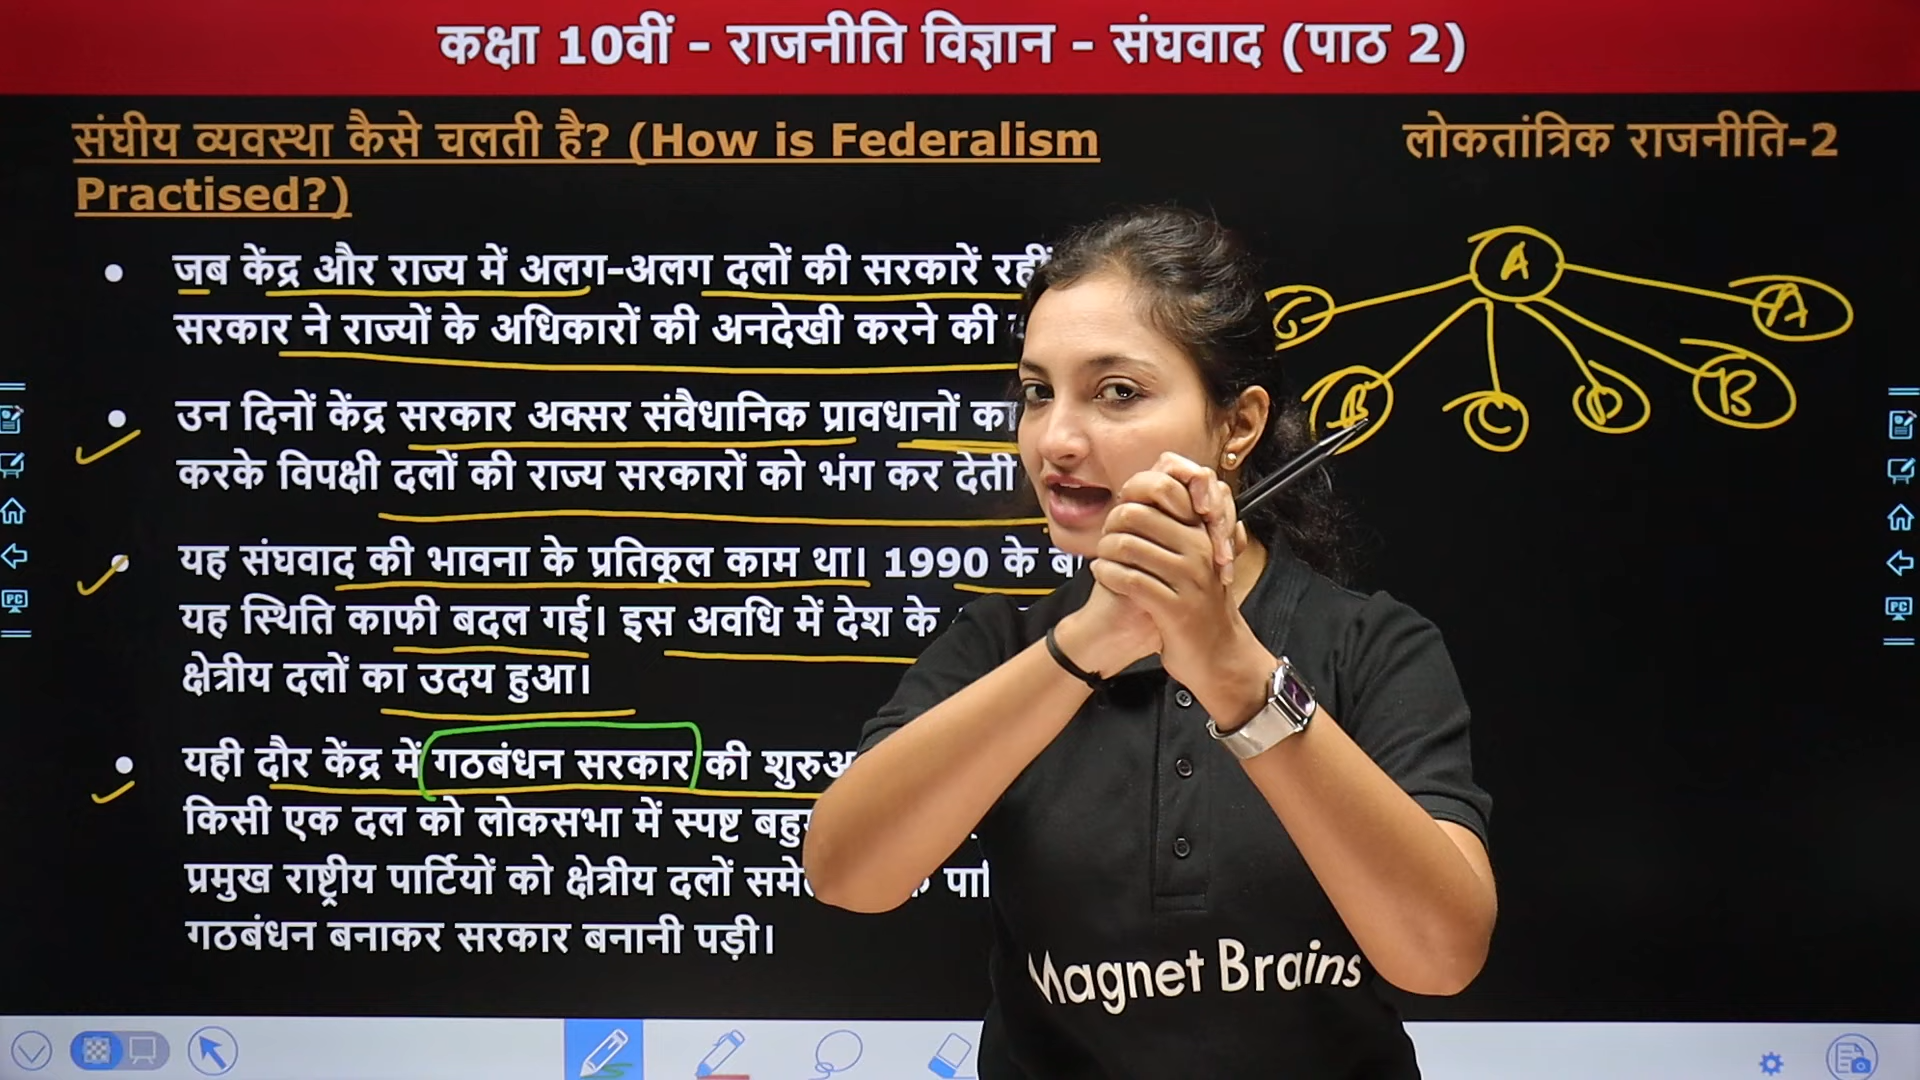 कक्षा 10वीं - राजनीति विज्ञान - संघवाद (पाठ 2)
संघीय व्यवस्था कैसे चलती है? (How is Federalism
Practised?)
लोकतांत्रिक राजनीति-2
जब केंद्र और राज्य में अलग-अलग दलों की सरकारें रहीं
सरकार ने राज्यों के अधिकारों की अनदेखी करने की
उन दिनों केंद्र सरकार अक्सर संवैधानिक प्रावधानों
करके विपक्षी दलों की राज्य सरकारों को भंग कर देती
यह संघवाद की भावना के प्रतिकूल काम था। 1990 के
यह स्थिति काफी बदल गई। इस अवधि में देश के
क्षेत्रीय दलों का उदय हुआ।
यही दौर केंद्र में गठबंधन सरकार की
किसी एक दल को लोकसभा में स्पष्ट
प्रमुख राष्ट्रीय पार्टियों को क्षेत्रीय दलों
गठबंधन बनाकर सरकार बनानी पड़ी।
A
A
B
C
D
B
Magnet Brains
PC
PC